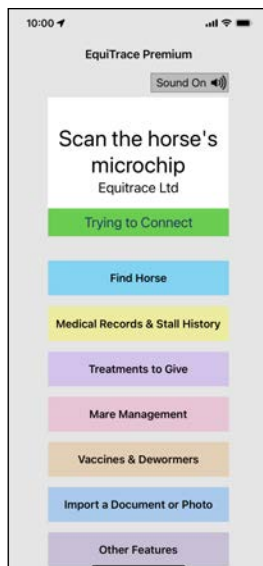 10:00
EquiTrace Premium
Sound On
Scan the horse's
microchip
Equitrace Ltd
Trying to Connect
Find Horse
Medical Records & Stall History
Treatments to Give
Mare Management
Vaccines & Dewormers
Import a Document or Photo
Other Features